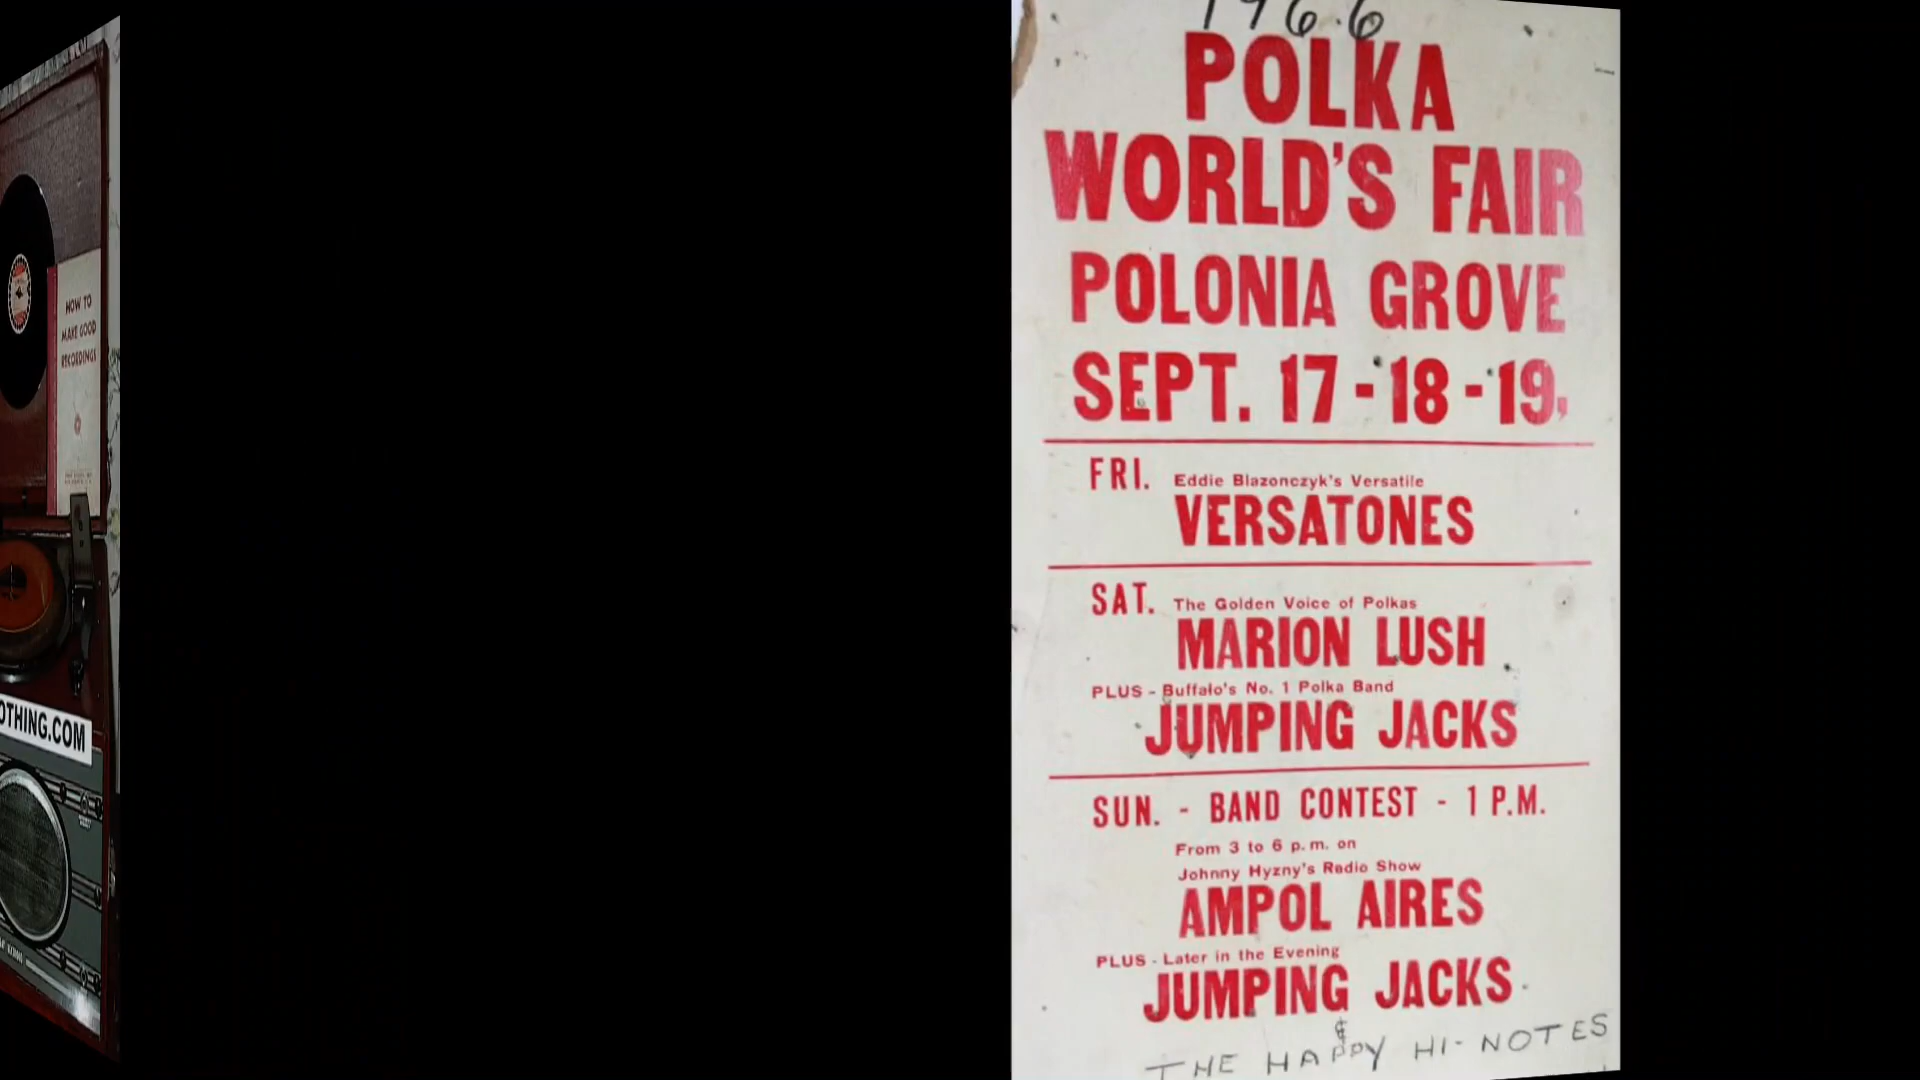 HOW TO
MAKE GOOD
RECORDINGS
OTHING.COM
1966
POLKA
WORLD'S FAIR
POLONIA GROVE
SEPT. 17-18-19,
FRI. Eddie Blazonczyk's Versatile
VERSATONES
SAT. The Golden Voice of Polkas
MARION LUSH
PLUS - Buffalo's No. 1 Polka Band
JUMPING JACKS
SUN. - BAND CONTEST - 1 P.M.
From 3 to 6 p.m. on
Johnny Hyzny's Radio Show
AMPOL AIRES
PLUS - Later in the Evening
JUMPING JACKS
&
THE HAPPY HI-NOTES